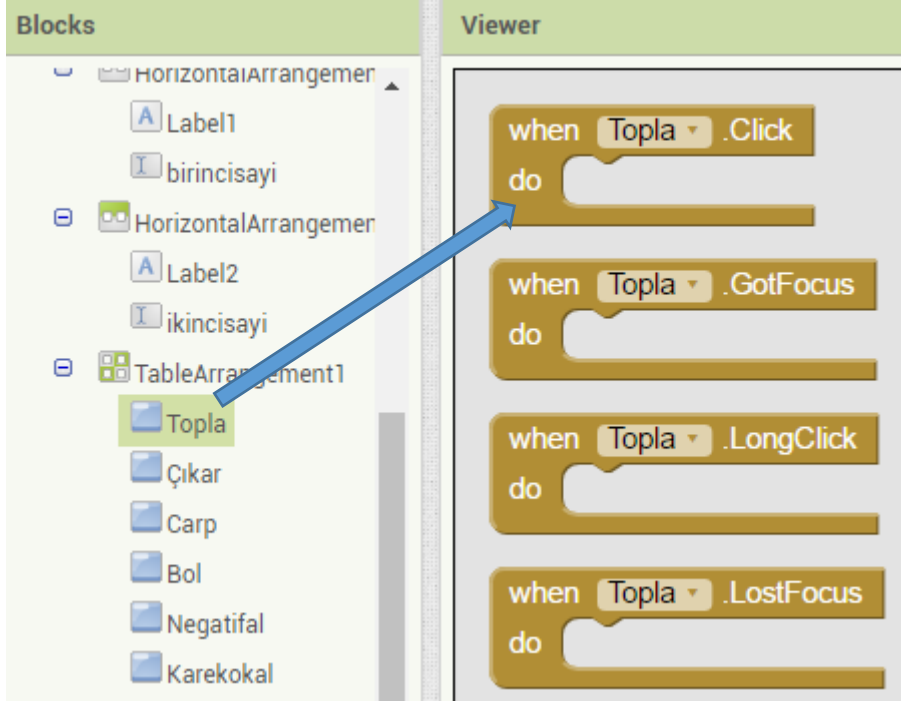 Blocks
HorizontalArrangemen
Label1
birincisayi
HorizontalArrangemen
Label2
ikincisayi
TableArrangement1
Topla
Çıkar
Carp
Bol
Negatifal
Karekokal
Viewer
when Topla .Click
do
when Topla .GotFocus
do
when Topla .LongClick
do
when Topla .LostFocus
do